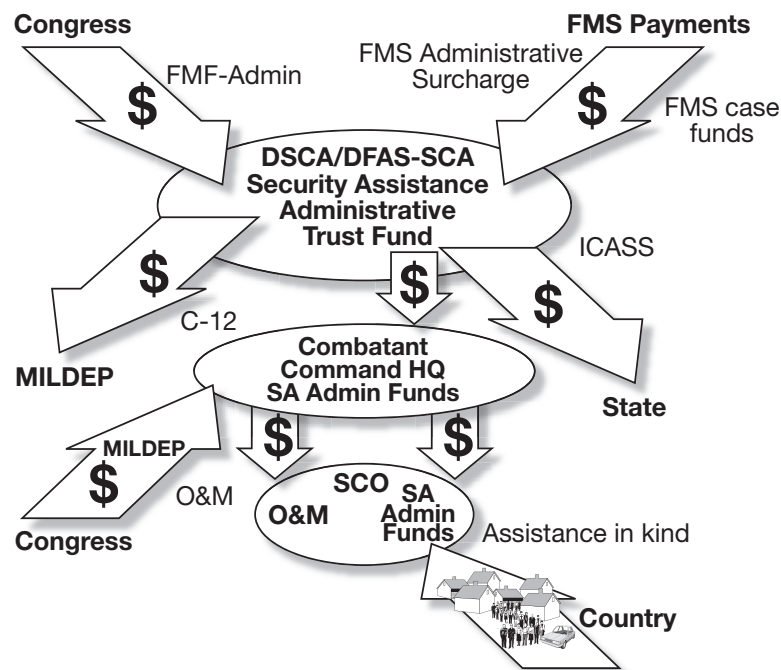 Congress
FMS Payments
FMF-Admin
FMS Administrative
Surcharge
$
$
FMS case
funds
DSCA/DFAS-SCA
Security Assistance
Administrative
Trust Fund
ICASS
$
$
$
C-12
MILDEP
Combatant
Command HQ
SA Admin Funds
State
MILDEP
$
O&M
Congress
$
$
SCO
O&M
SA
Admin
Funds
Assistance in kind
Country